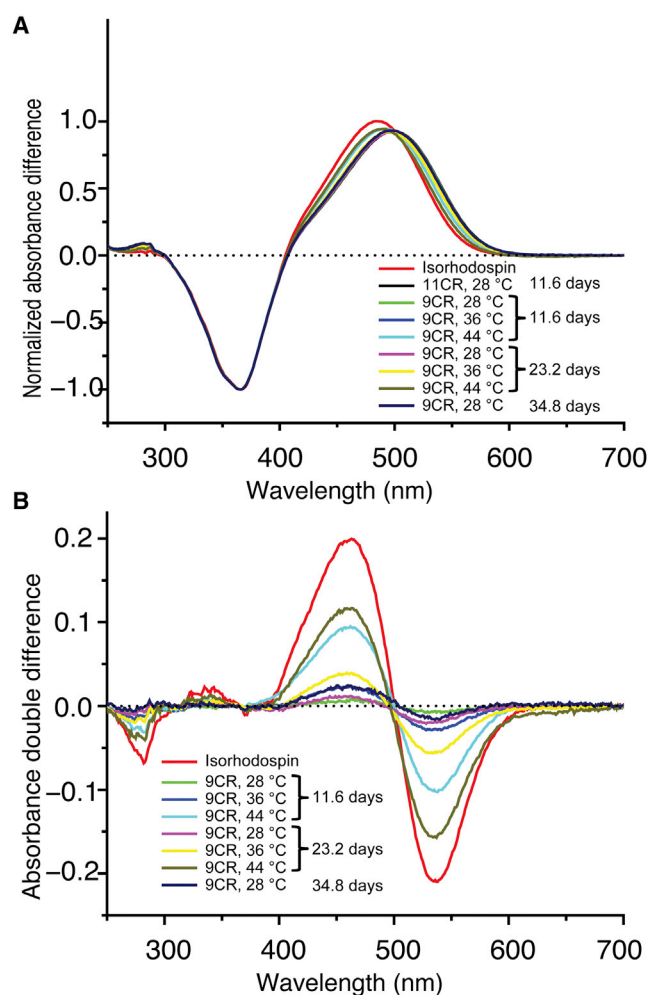 A
Normalized absorbance difference
1.0
0.5
0.0
−0.5
−1.0
Isorhodospin
11CR, 28 °C 11.6 days
9CR, 28 °C
9CR, 36 °C 11.6 days
9CR, 44 °C
9CR, 28 °C
9CR, 36 °C 23.2 days
9CR, 44 °C
9CR, 28 °C 34.8 days
300 400 500 600 700
Wavelength (nm)
B
Absorbance double difference
0.2
0.1
0.0
−0.1
−0.2
Isorhodospin
9CR, 28 °C
9CR, 36 °C 11.6 days
9CR, 44 °C
9CR, 28 °C
9CR, 36 °C 23.2 days
9CR, 44 °C
9CR, 28 °C 34.8 days
300 400 500 600 700
Wavelength (nm)